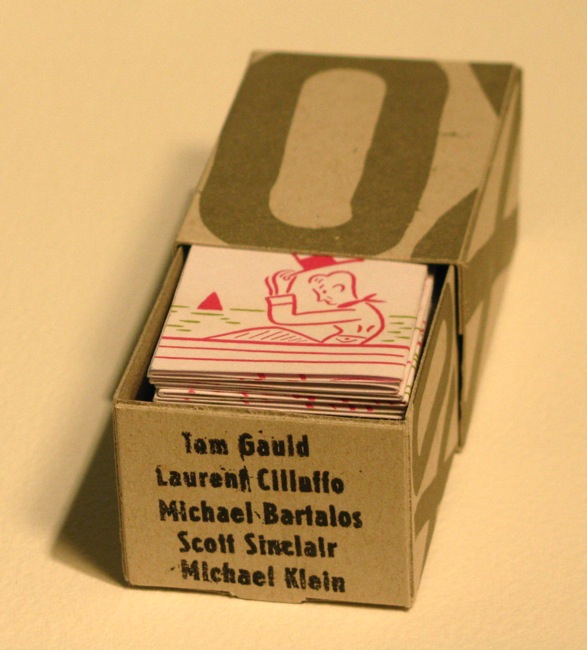 O
Tom Gauld
Laurent Cilluffo
Michael Bartalos
Scott Sinclair
Michael Klein